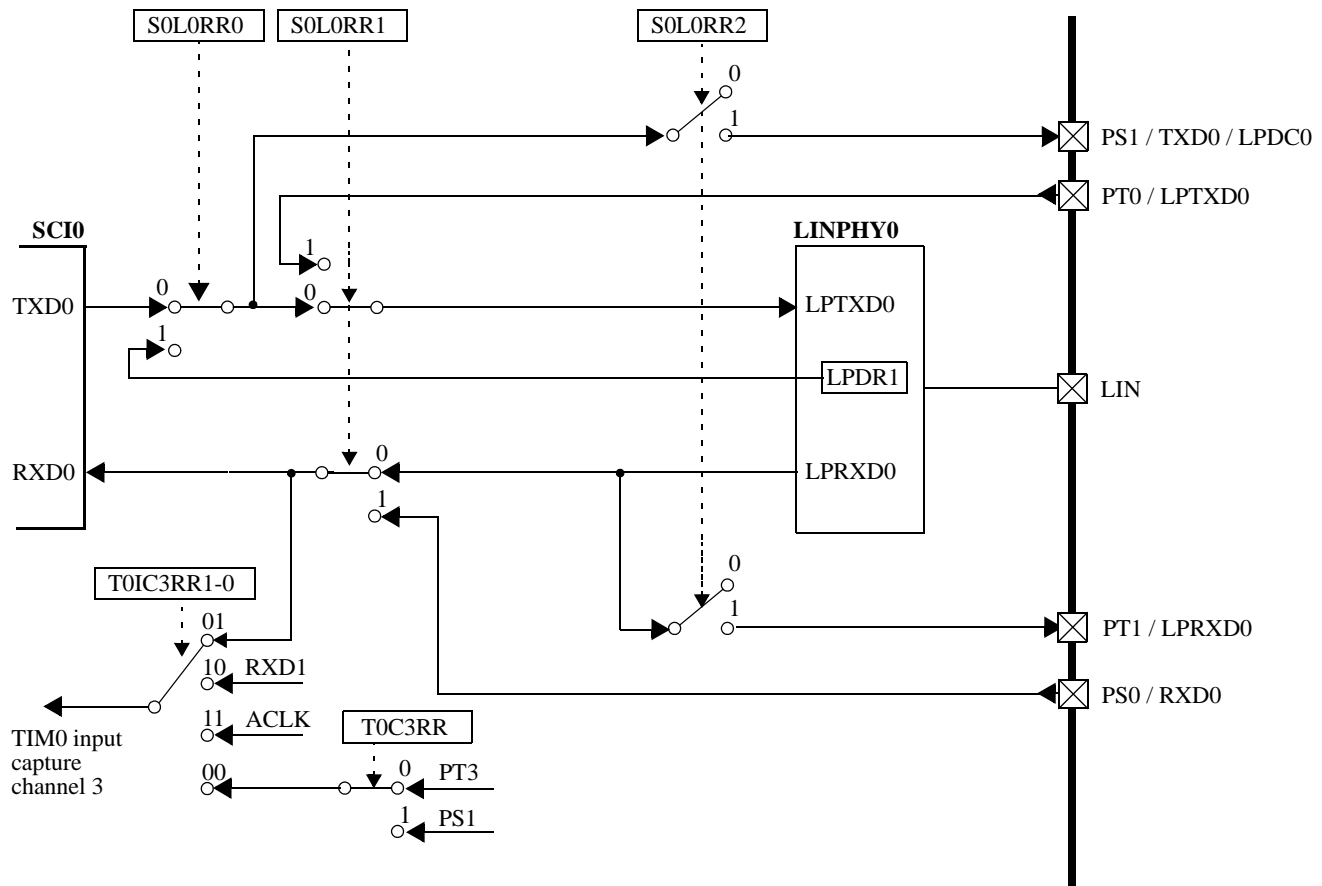 S0L0RR0
S0L0RR1
S0L0RR2
0
1
PS1 / TXD0 / LPDC0
PT0 / LPTXD0
SCI0
LINPHY0
1
0
0
TXD0
LPTXD0
1
LPDR1
LIN
0
RXD0
LPRXD0
1
T0IC3RR1-0
0
1
01
PT1 / LPRXD0
10
RXD1
PS0 / RXD0
11
ACLK
T0C3RR
TIM0 input
capture
channel 3
00
0
PT3
1
PS1